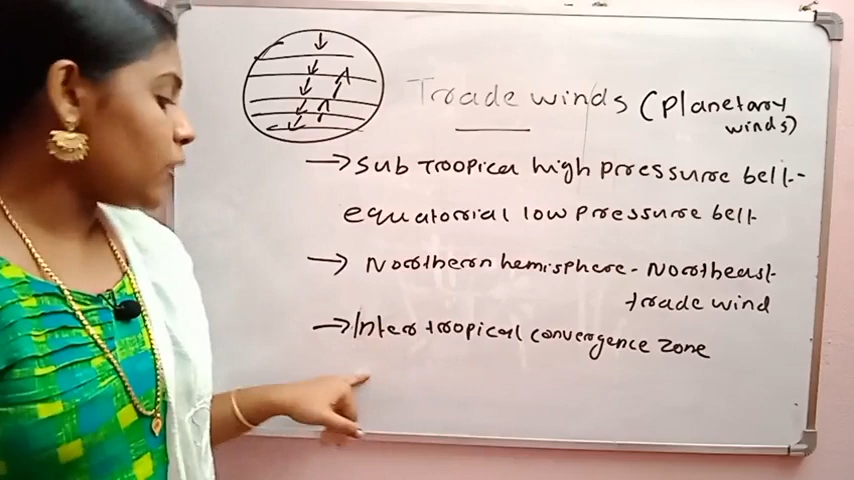 Trade winds (Planetary
winds)
→ Sub Tropical high pressure belt-
equatorial low pressure belt
→ Northern hemisphere - Northeast
trade wind
→ Inter tropical convergence zone